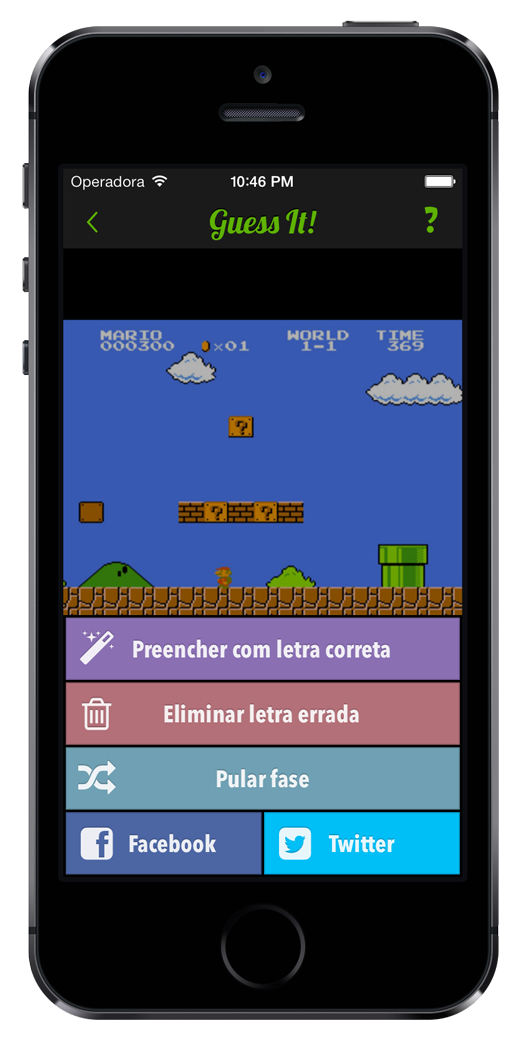 Operadora 10:46 PM
Guess It! ?
MARIO WORLD TIME
000300 ×01 1-1 369
?
? ?
Preencher com letra correta
Eliminar letra errada
Pular fase
f Facebook Twitter